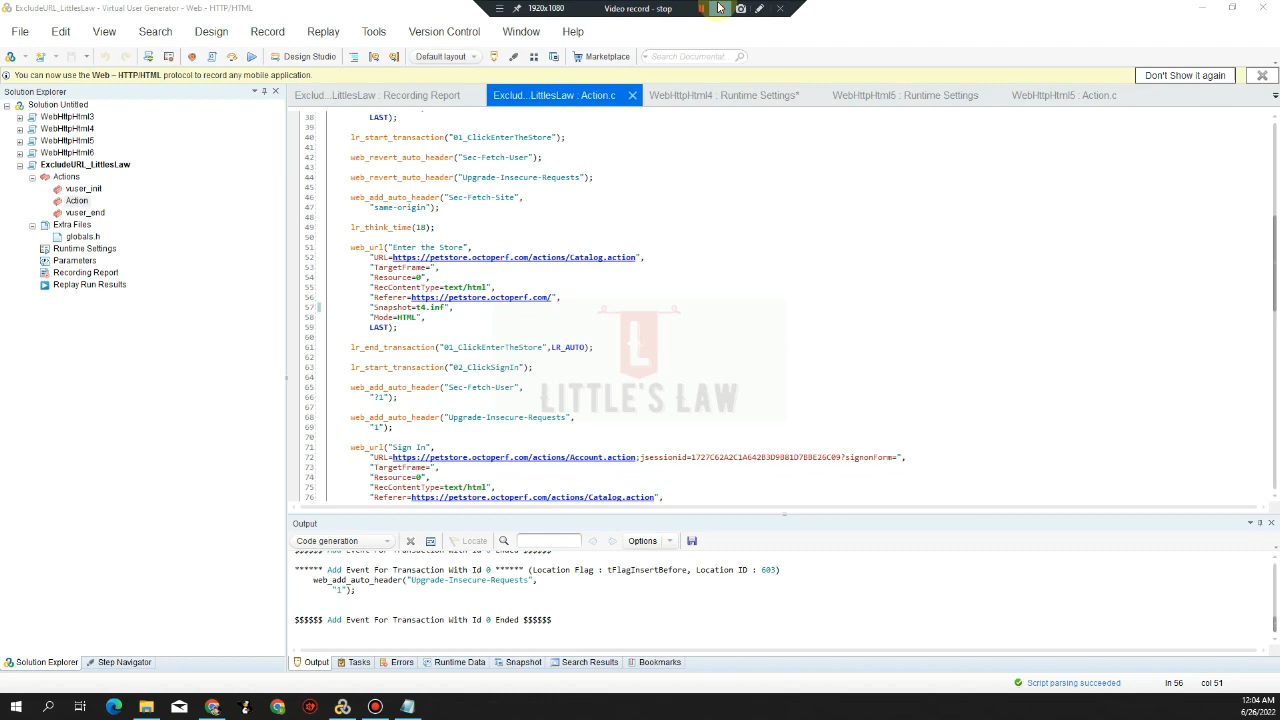 ExcludeURL_LittlesLaw - Virtual User Generator - Web - HTTP/HTML
1920x1080
Video record - stop
File Edit View Search Design Record Replay Tools Version Control Window Help
Design Studio
Default layout
Marketplace
Search Documentat..
You can now use the Web – HTTP/HTML protocol to record any mobile application.
Don't Show it again
Solution Explorer
Solution Untitled
WebHttpHtml3
WebHttpHtml4
WebHttpHtml5
WebHttpHtml6
ExcludeURL_LittlesLaw
Actions
vuser_init
Action
vuser_end
Extra Files
globals.h
Runtime Settings
Parameters
Recording Report
Replay Run Results
Solution Explorer Step Navigator
Exclud...LittlesLaw : Recording Report
Exclud...LittlesLaw : Action.c
WebHttpHtml4 : Runtime Settings*
WebHttpHtml5 : Runtime Settings
WebHttpHtml5 : Action.c
38 LAST);
39
40 lr_start_transaction("01_ClickEnterTheStore");
41
42 web_revert_auto_header("Sec-Fetch-User");
43
44 web_revert_auto_header("Upgrade-Insecure-Requests");
45
46 web_add_auto_header("Sec-Fetch-Site",
47 "same-origin");
48
49 lr_think_time(18);
50
51 web_url("Enter the Store",
52 "URL=https://petstore.octoperf.com/actions/Catalog.action",
53 "TargetFrame=",
54 "Resource=0",
55 "RecContentType=text/html",
56 "Referer=https://petstore.octoperf.com/",
57 "Snapshot=t4.inf",
58 "Mode=HTML",
59 LAST);
60
61 lr_end_transaction("01_ClickEnterTheStore",LR_AUTO);
62
63 lr_start_transaction("02_ClickSignIn");
64
65 web_add_auto_header("Sec-Fetch-User",
66 "?1");
67
68 web_add_auto_header("Upgrade-Insecure-Requests",
69 "1");
70
71 web_url("Sign In",
72 "URL=https://petstore.octoperf.com/actions/Account.action;jsessionid=1727C62A2C1A642B3D9B81D7BBE26C09?signonForm=",
73 "TargetFrame=",
74 "Resource=0",
75 "RecContentType=text/html",
76 "Referer=https://petstore.octoperf.com/actions/Catalog.action",
L
LITTLE'S LAW
Output
Code generation
Locate
Options
$$$$$$ Add Event For Transaction With Id 0 Ended $$$$$$
****** Add Event For Transaction With Id 0 ****** (Location Flag : tFlagInsertBefore, Location ID : 603)
web_add_auto_header("Upgrade-Insecure-Requests",
"1");
$$$$$$ Add Event For Transaction With Id 0 Ended $$$$$$
Output Tasks Errors Runtime Data Snapshot Search Results Bookmarks
Script parsing succeeded
ln 56
col 51
12:04 AM
6/26/2022